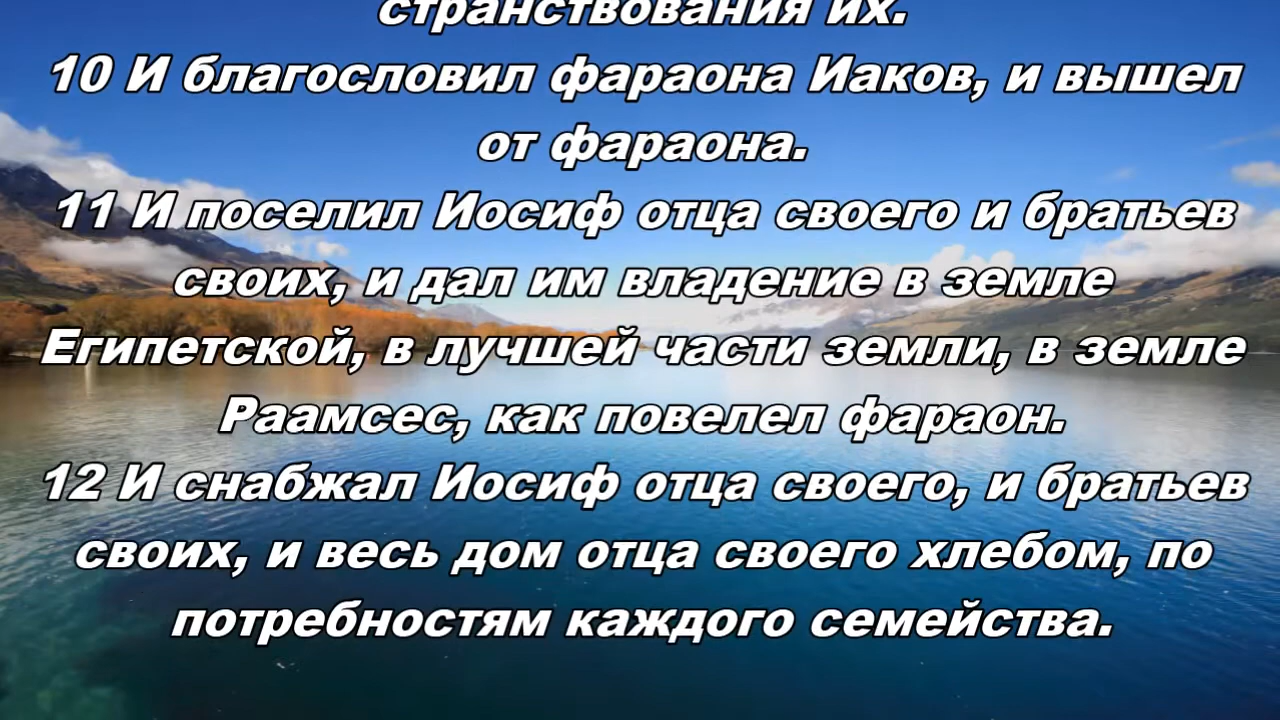 странствования их.
10 И благословил фараона Иаков, и вышел
от фараона.
11 И поселил Иосиф отца своего и братьев
своих, и дал им владение в земле
Египетской, в лучшей части земли, в земле
Раамсес, как повелел фараон.
12 И снабжал Иосиф отца своего, и братьев
своих, и весь дом отца своего хлебом, по
потребностям каждого семейства.